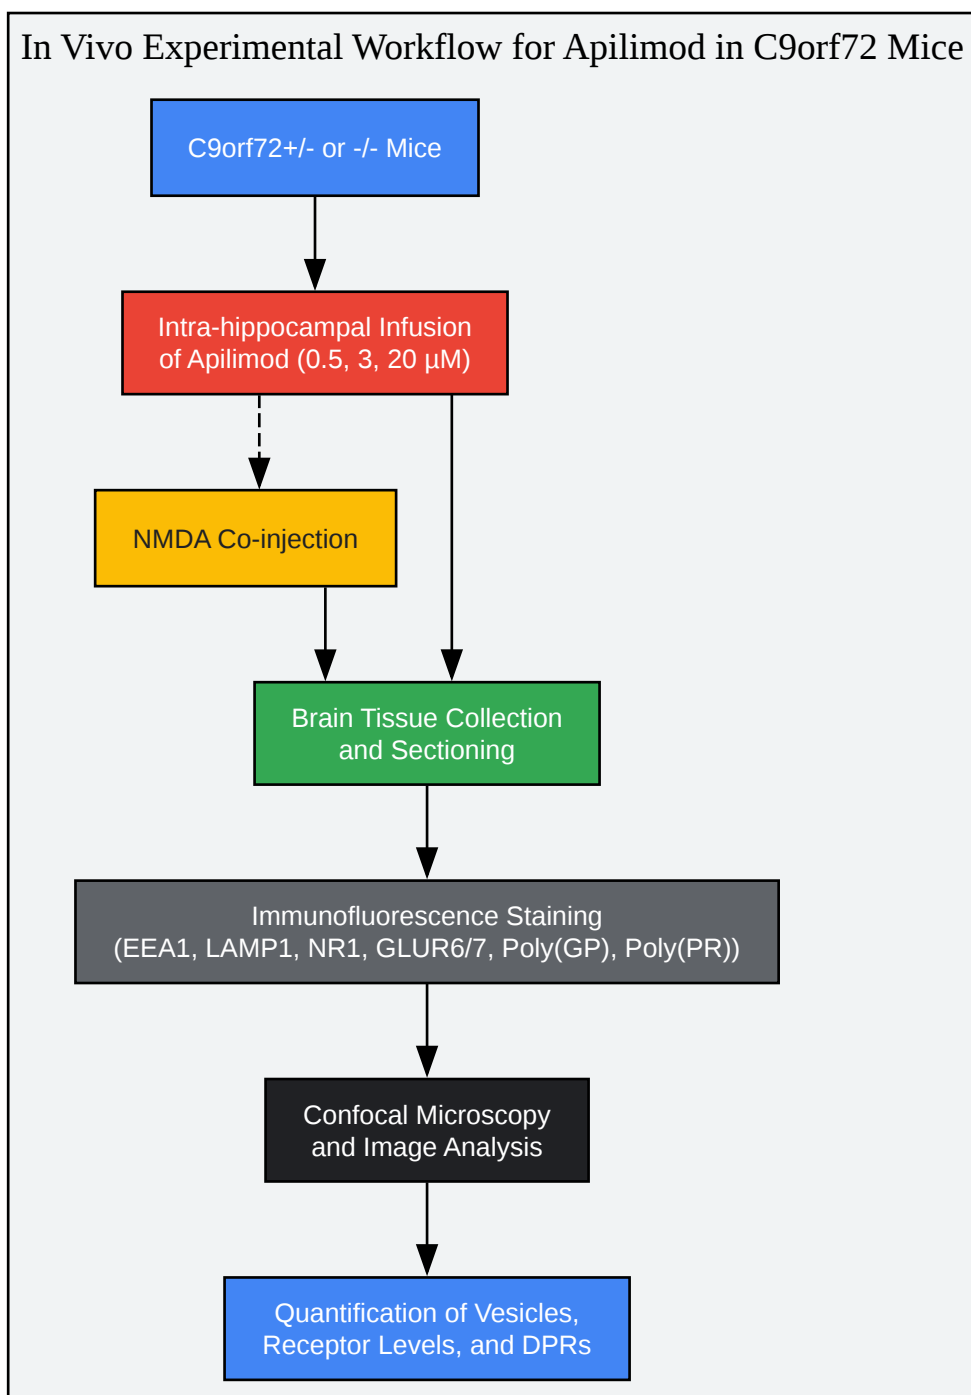 In Vivo Experimental Workflow for Apilimod in C9orf72 Mice
C9orf72+/- or -/- Mice
Intra-hippocampal Infusion
of Apilimod (0.5, 3, 20 µM)
NMDA Co-injection
Brain Tissue Collection
and Sectioning
Immunofluorescence Staining
(EEA1, LAMP1, NR1, GLUR6/7, Poly(GP), Poly(PR))
Confocal Microscopy
and Image Analysis
Quantification of Vesicles,
Receptor Levels, and DPRs